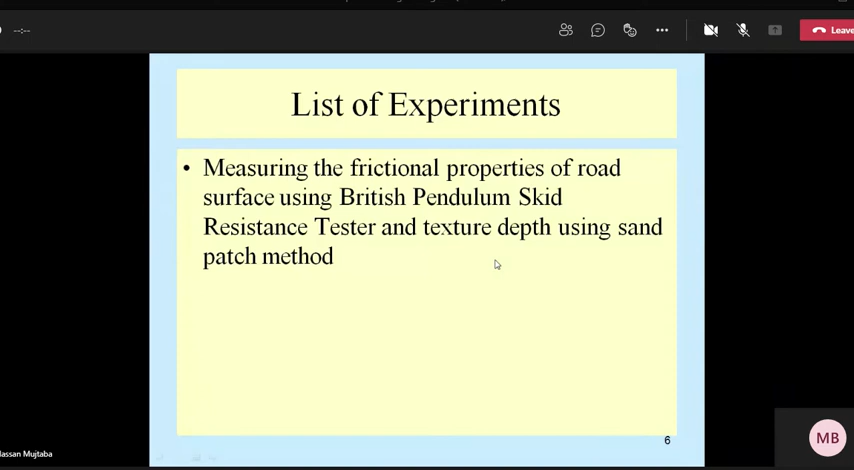 --:--
Leave
List of Experiments
• Measuring the frictional properties of road
surface using British Pendulum Skid
Resistance Tester and texture depth using sand
patch method
6
MB
Hassan Mujtaba